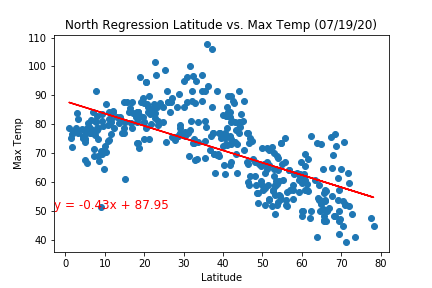 North Regression Latitude vs. Max Temp (07/19/20)
110
100
90
80
70
60
50
40
Max Temp
y = -0.43x + 87.95
0 10 20 30 40 50 60 70 80
Latitude